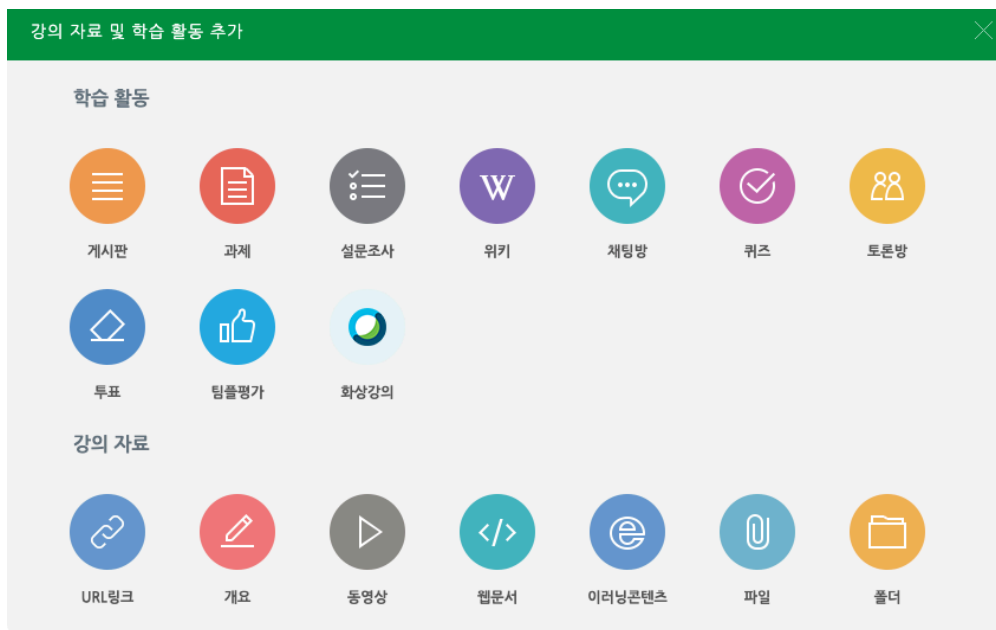 강의 자료 및 학습 활동 추가
학습 활동
게시판 과제 설문조사 위키 채팅방 퀴즈 토론방
투표 팀플평가 화상강의
강의 자료
URL링크 개요 동영상 웹문서 이러닝콘텐츠 파일 폴더